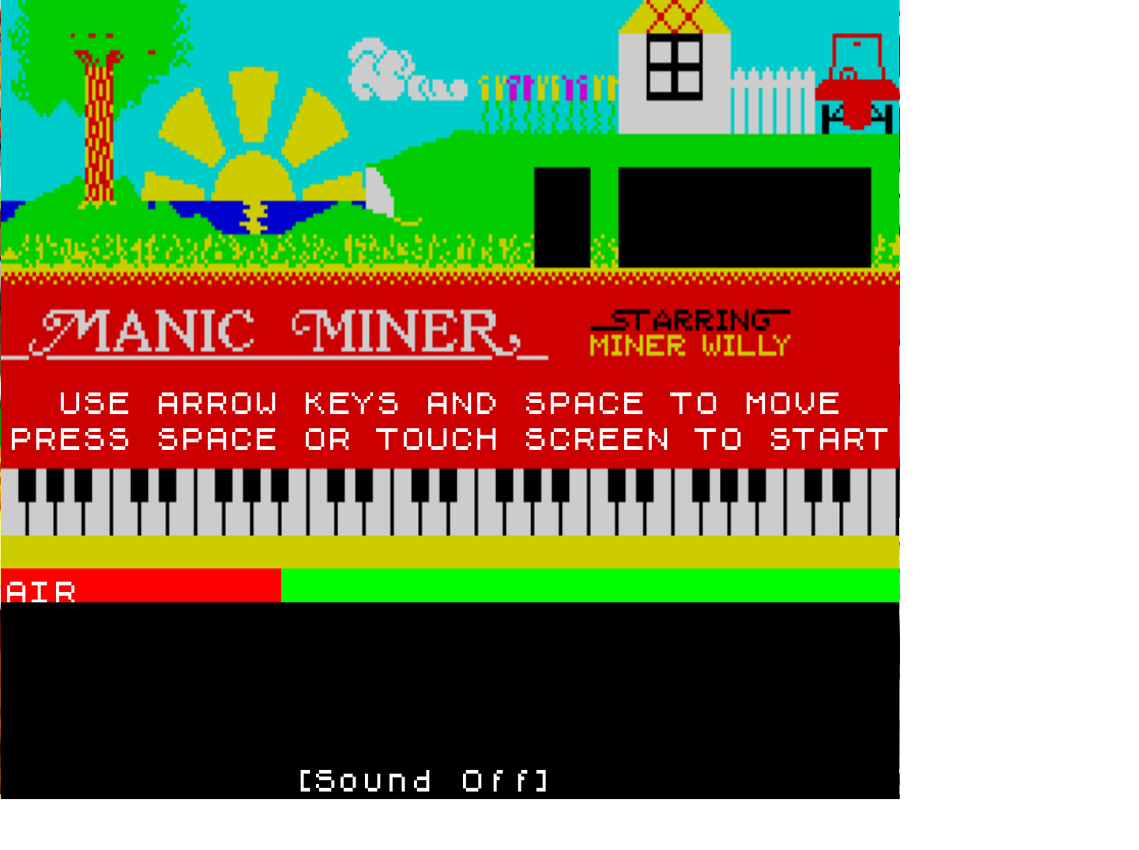 MANIC MINER
STARRING
MINER WILLY
USE ARROW KEYS AND SPACE TO MOVE
PRESS SPACE OR TOUCH SCREEN TO START
AIR
[Sound Off]